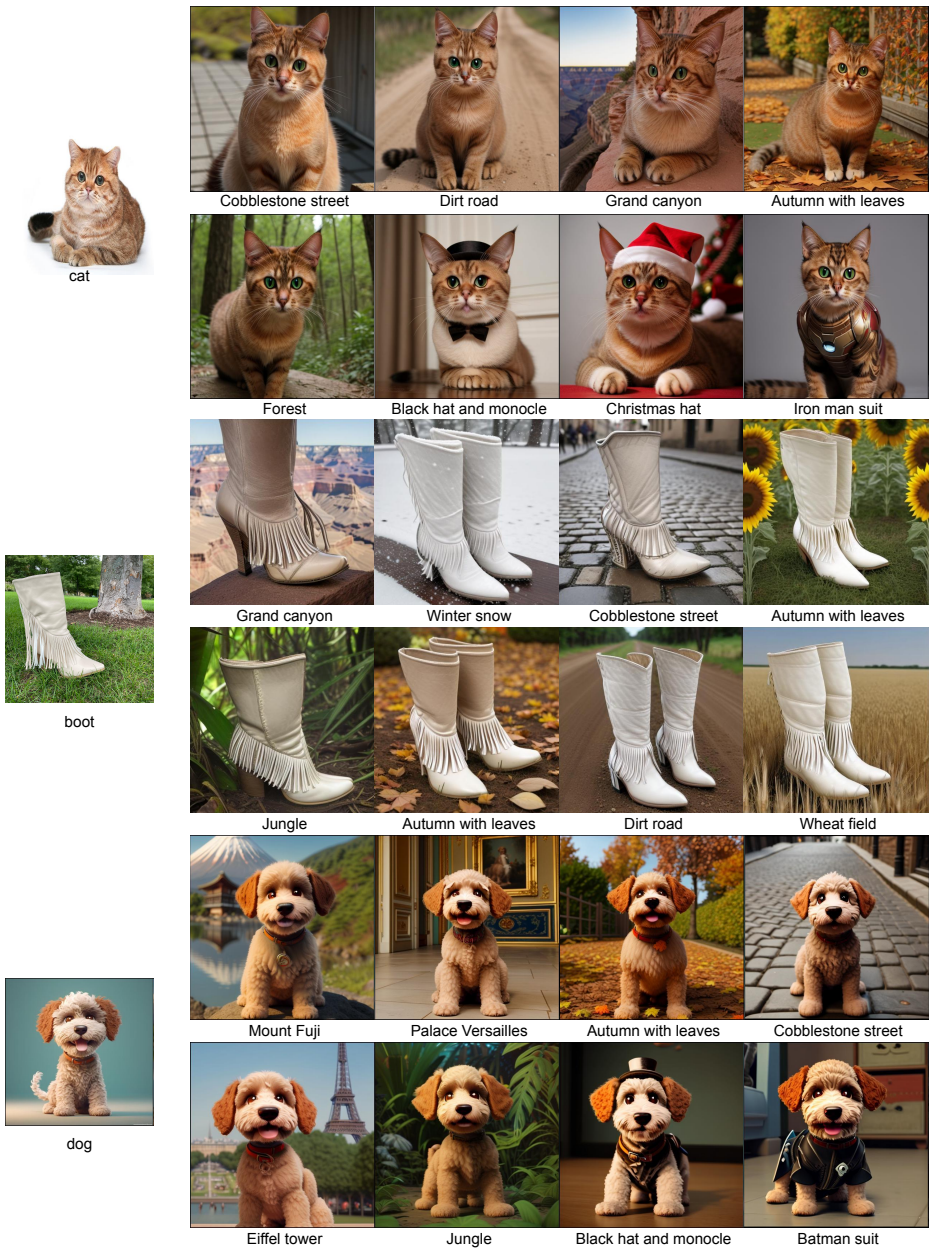 Cobblestone street
Dirt road
Grand canyon
Autumn with leaves
cat
Forest
Black hat and monocle
Christmas hat
Iron man suit
Grand canyon
Winter snow
Cobblestone street
Autumn with leaves
boot
Jungle
Autumn with leaves
Dirt road
Wheat field
Mount Fuji
Palace Versailles
Autumn with leaves
Cobblestone street
dog
Eiffel tower
Jungle
Black hat and monocle
Batman suit